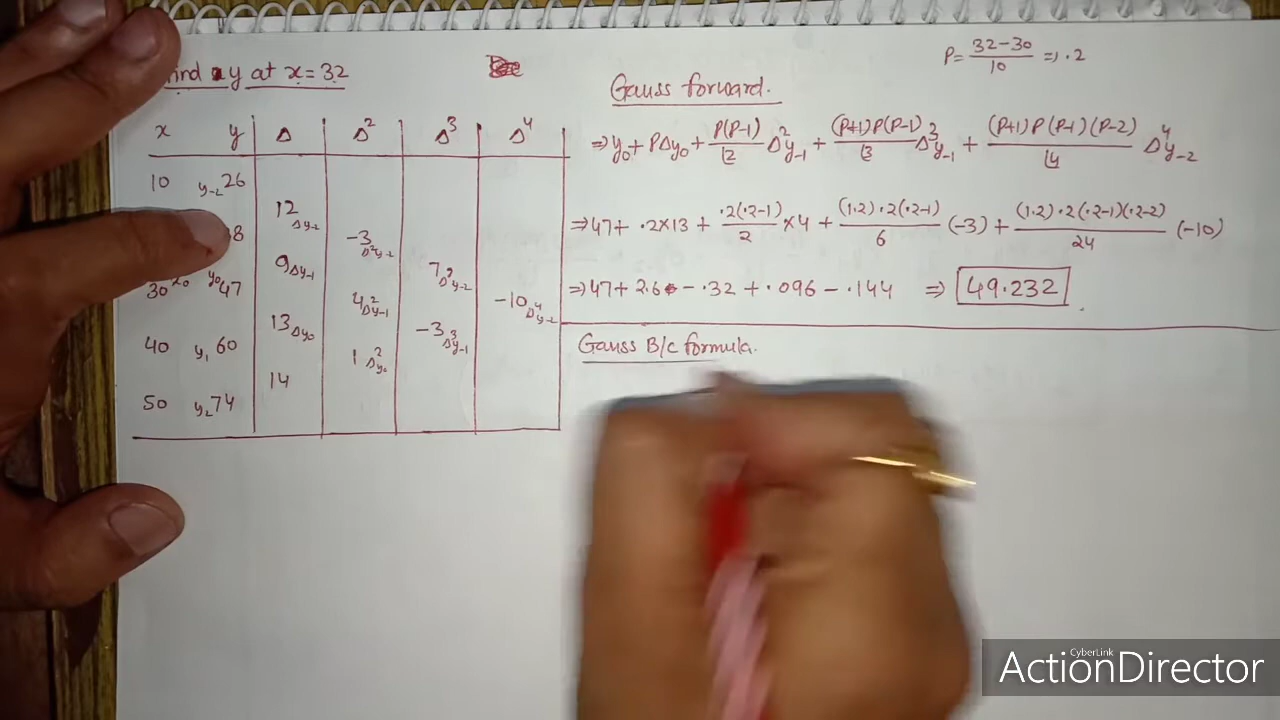 find y at x=32
x y Δ Δ² Δ³ Δ⁴
10 y₋₂ 26
12 Δy₋₂
8
-3 Δ²y₋₂
9 Δy₋₁
7 Δ³y₋₂
30 x₀ y₀ 47
4 Δ²y₋₁
-10 Δ⁴y₋₂
13 Δy₀
-3 Δ³y₋₁
40 y₁ 60
1 Δ²y₀
14
50 y₂ 74
P = (32-30)/10 => .2
Gauss forward.
⇒ y₀ + PΔy₀ + P(P-1)/|2 Δ²y₋₁ + (P+1)P(P-1)/|3 Δ³y₋₁ + (P+1)P(P-1)(P-2)/|4 Δ⁴y₋₂
⇒ 47 + .2×13 + .2(.2-1)/2 ×4 + (1.2).2(.2-1)/6 (-3) + (1.2).2(.2-1)(.2-2)/24 (-10)
⇒ 47 + 2.6 - .32 + .096 - .144 ⇒ 49.232
Gauss B/c formula.
CyberLink
ActionDirector